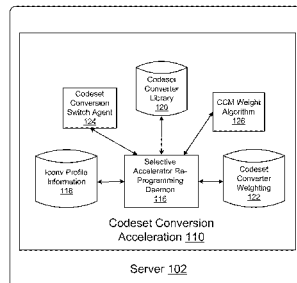 Codeset
Converter
Library
120
Codeset
Conversion
Switch Agent
124
CCM Weight
Algorithm
126
Iconv Profile
Information
118
Selective
Accelerator Re-
Programming
Daemon
116
Codeset
Converter
Weighting
122
Codeset Conversion
Acceleration 110
Server 102